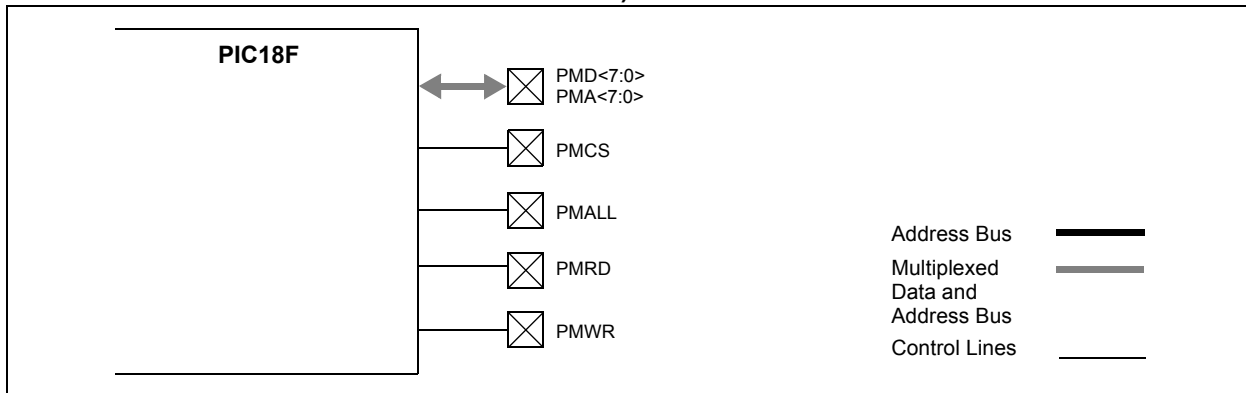 PIC18F
PMD<7:0>
PMA<7:0>
PMCS
PMALL
PMRD
PMWR
Address Bus
Multiplexed
Data and
Address Bus
Control Lines